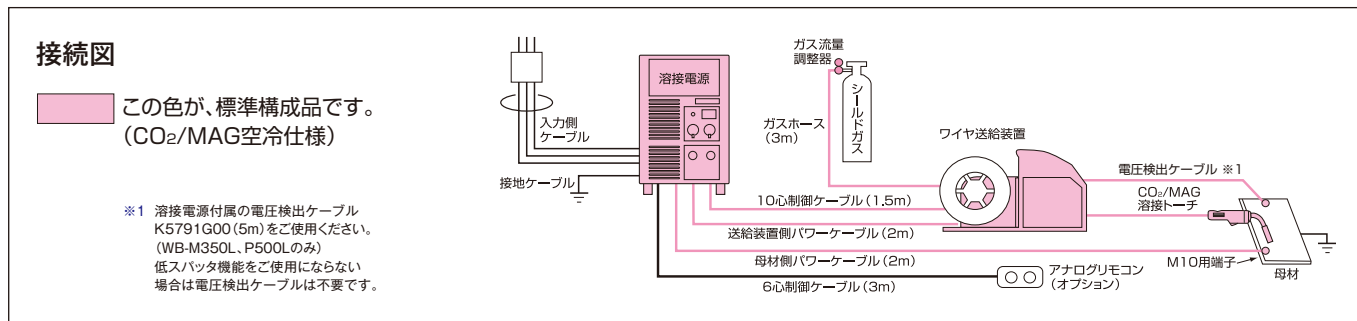 接続図
この色が、標準構成品です。
(CO₂/MAG空冷仕様)
※1 溶接電源付属の電圧検出ケーブル
K5791G00(5m)をご使用ください。
(WB-M350L、P500Lのみ)
低スパッタ機能をご使用にならない
場合は電圧検出ケーブルは不要です。
入力側
ケーブル
接地ケーブル
溶接電源
ガス流量
調整器
シールドガス
ガスホース
(3m)
ワイヤ送給装置
電圧検出ケーブル ※1
CO₂/MAG
溶接トーチ
10心制御ケーブル(1.5m)
送給装置側パワーケーブル(2m)
母材側パワーケーブル(2m)
6心制御ケーブル(3m)
アナログリモコン
(オプション)
M10用端子
母材